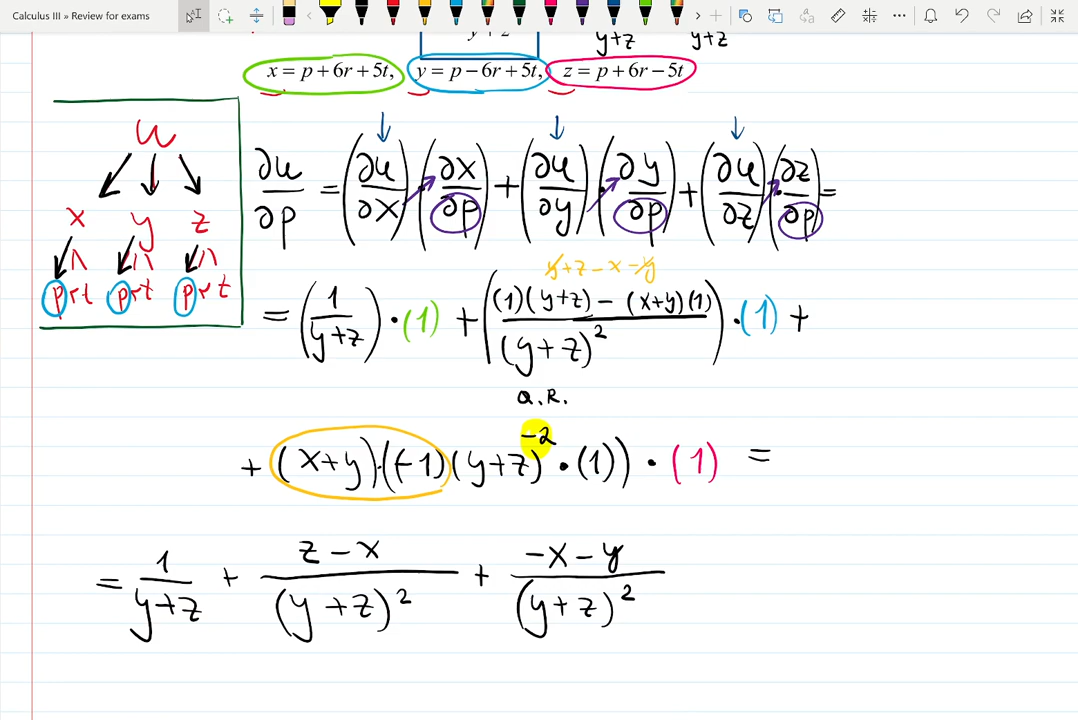 Calculus III » Review for exams
y + z
y+z y+z
x = p + 6r + 5t, y = p − 6r + 5t, z = p + 6r − 5t
u
x y z
p r t p r t p r t
∂u/∂p = (∂u/∂x)·(∂x/∂p) + (∂u/∂y)·(∂y/∂p) + (∂u/∂z)·(∂z/∂p) =
y+z−x−y
= (1/(y+z))·(1) + (((1)(y+z) − (x+y)(1))/(y+z)²)·(1) +
Q.R.
+ (x+y)·(−1)(y+z)⁻²·(1))·(1) =
= 1/(y+z) + (z−x)/(y+z)² + (−x−y)/(y+z)²